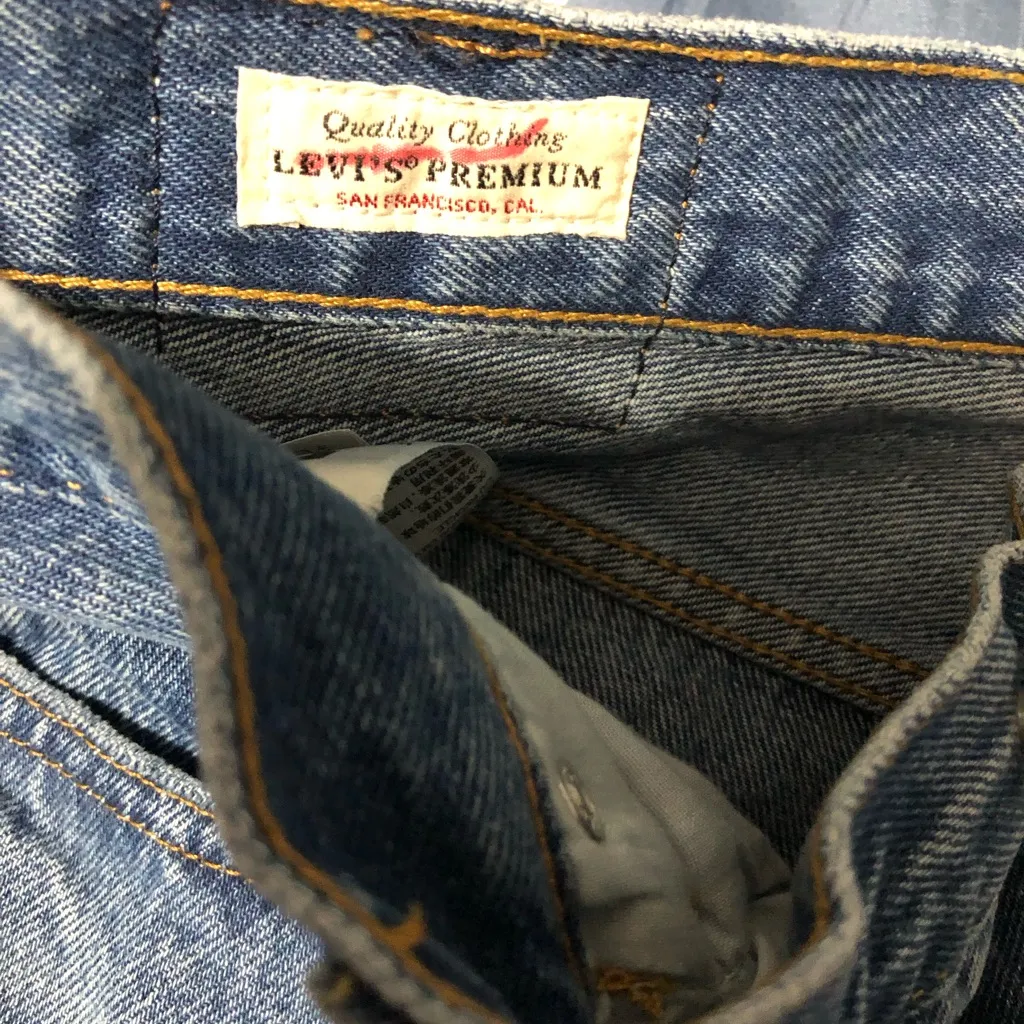 Quality Clothing
LEVI'S® PREMIUM
SAN FRANCISCO, CAL.